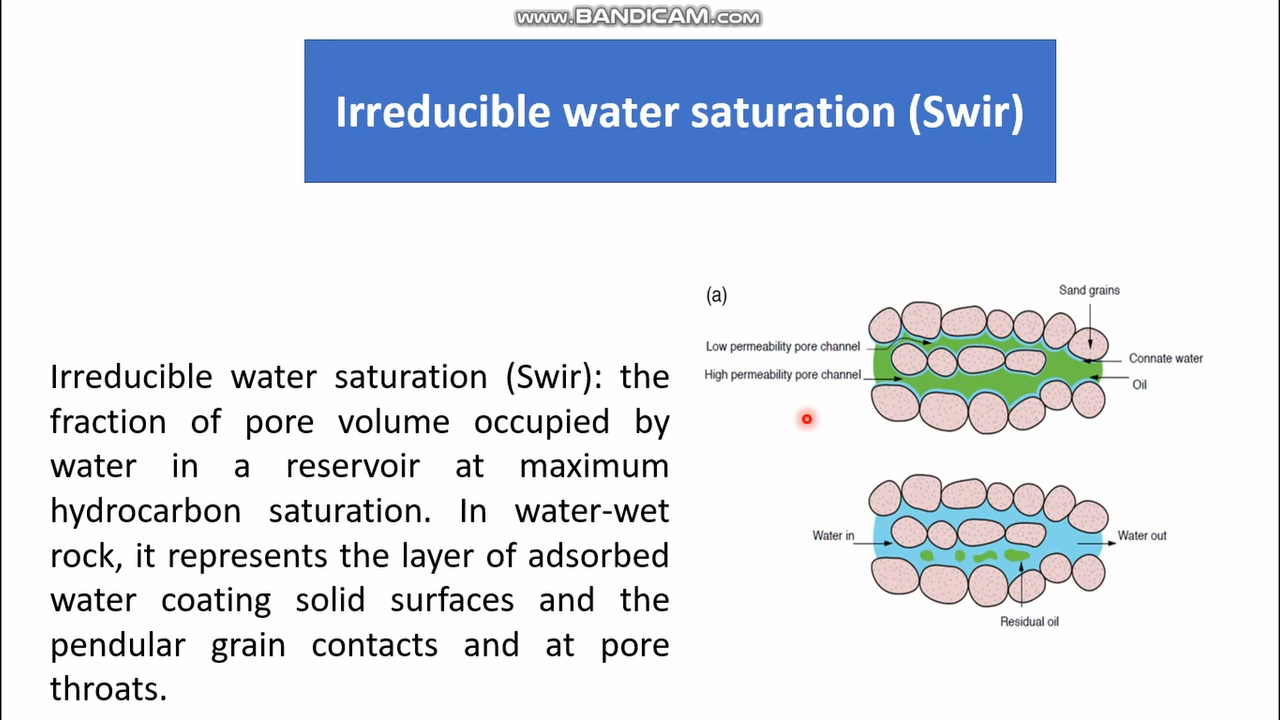 www.BANDICAM.com
Irreducible water saturation (Swir)
Irreducible water saturation (Swir): the
fraction of pore volume occupied by
water in a reservoir at maximum
hydrocarbon saturation. In water-wet
rock, it represents the layer of adsorbed
water coating solid surfaces and the
pendular grain contacts and at pore
throats.
(a)
Sand grains
Low permeability pore channel
Connate water
High permeability pore channel
Oil
Water in
Water out
Residual oil